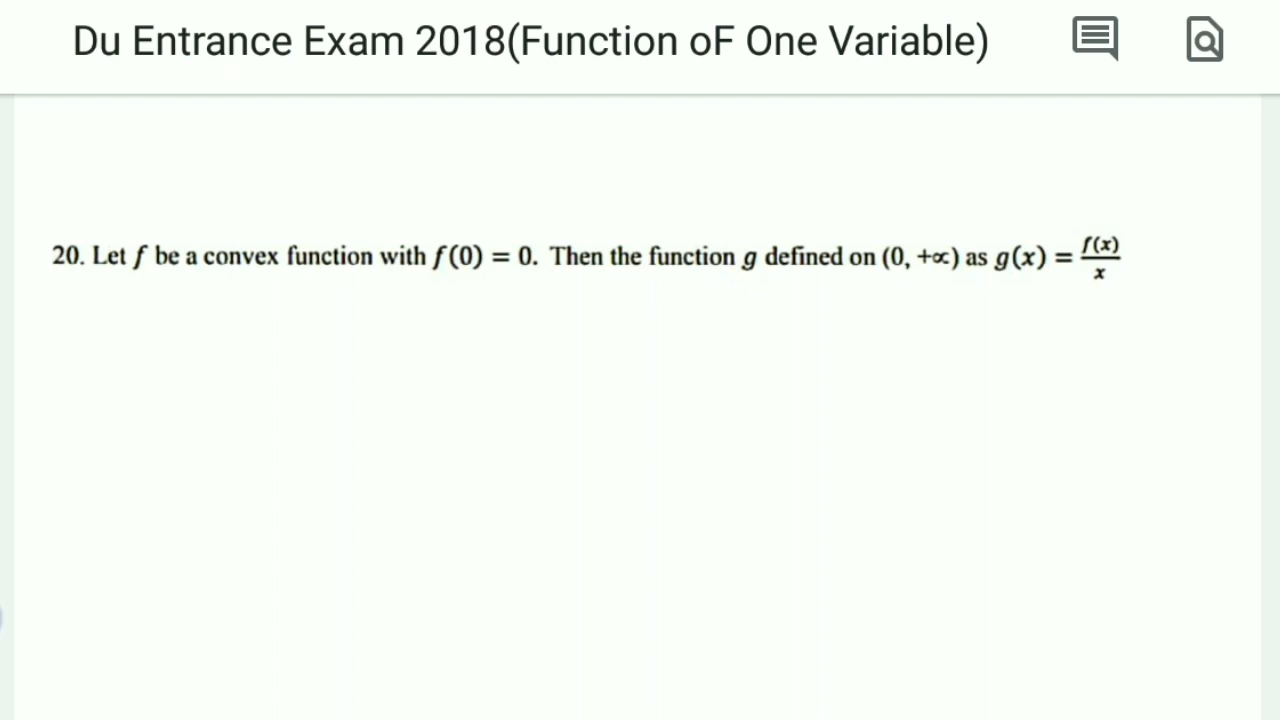 Du Entrance Exam 2018(Function oF One Variable)
20. Let f be a convex function with f(0) = 0. Then the function g defined on (0, +∝) as g(x) = f(x)/x